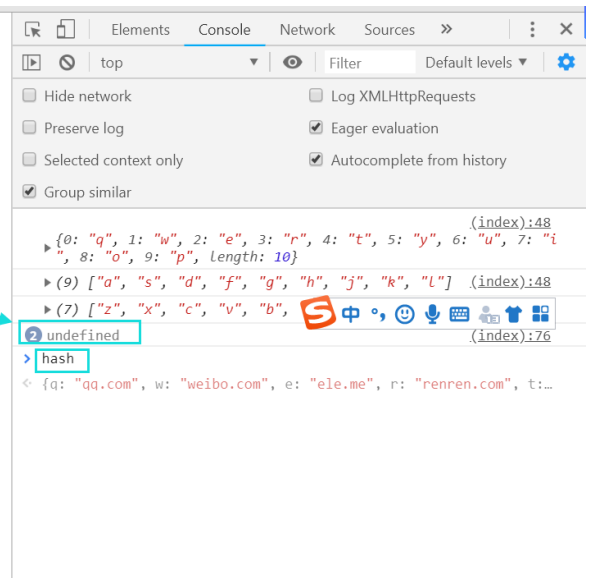 Elements Console Network Sources »
top Filter Default levels ▼
Hide network Log XMLHttpRequests
Preserve log Eager evaluation
Selected context only Autocomplete from history
Group similar
(index):48
{0: "q", 1: "w", 2: "e", 3: "r", 4: "t", 5: "y", 6: "u", 7: "i
", 8: "o", 9: "p", length: 10}
(9) ["a", "s", "d", "f", "g", "h", "j", "k", "l"] (index):48
(7) ["z", "x", "c", "v", "b", S 中 °,
2 undefined (index):76
> hash
{q: "qq.com", w: "weibo.com", e: "ele.me", r: "renren.com", t:…